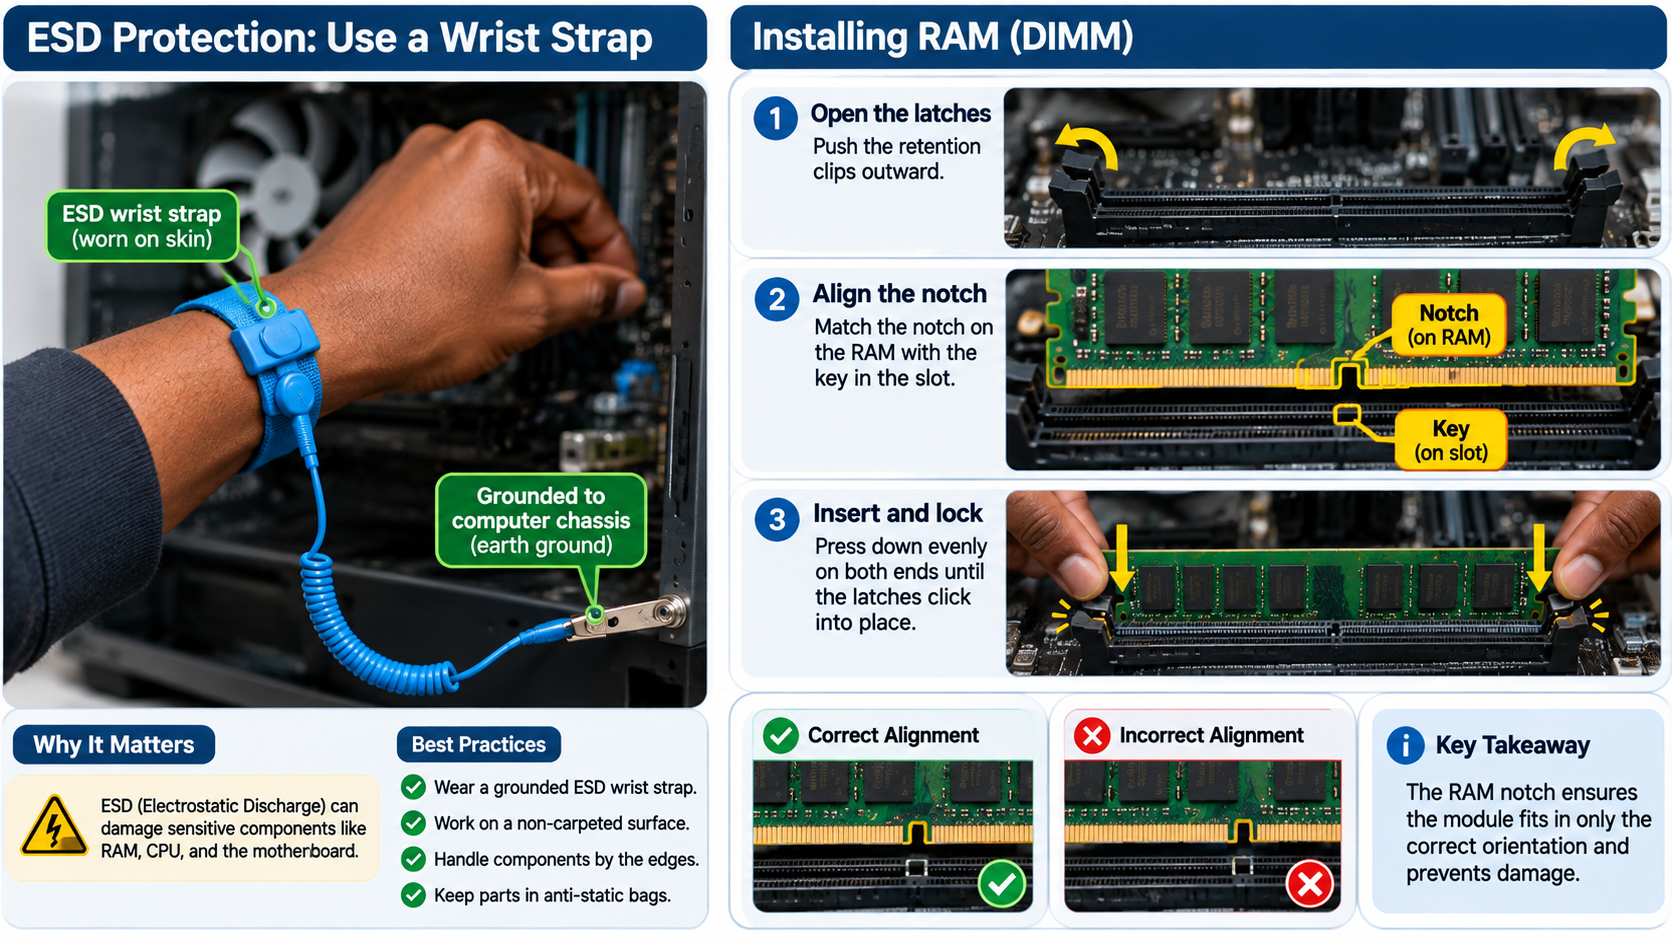 ESD Protection: Use a Wrist Strap
ESD wrist strap
(worn on skin)
Grounded to
computer chassis
(earth ground)
Why It Matters
ESD (Electrostatic Discharge) can
damage sensitive components like
RAM, CPU, and the motherboard.
Best Practices
Wear a grounded ESD wrist strap.
Work on a non-carpeted surface.
Handle components by the edges.
Keep parts in anti-static bags.
Installing RAM (DIMM)
1
Open the latches
Push the retention
clips outward.
2
Align the notch
Match the notch on
the RAM with the
key in the slot.
Notch
(on RAM)
Key
(on slot)
3
Insert and lock
Press down evenly
on both ends until
the latches click
into place.
Correct Alignment
Incorrect Alignment
i
Key Takeaway
The RAM notch ensures
the module fits in only the
correct orientation and
prevents damage.